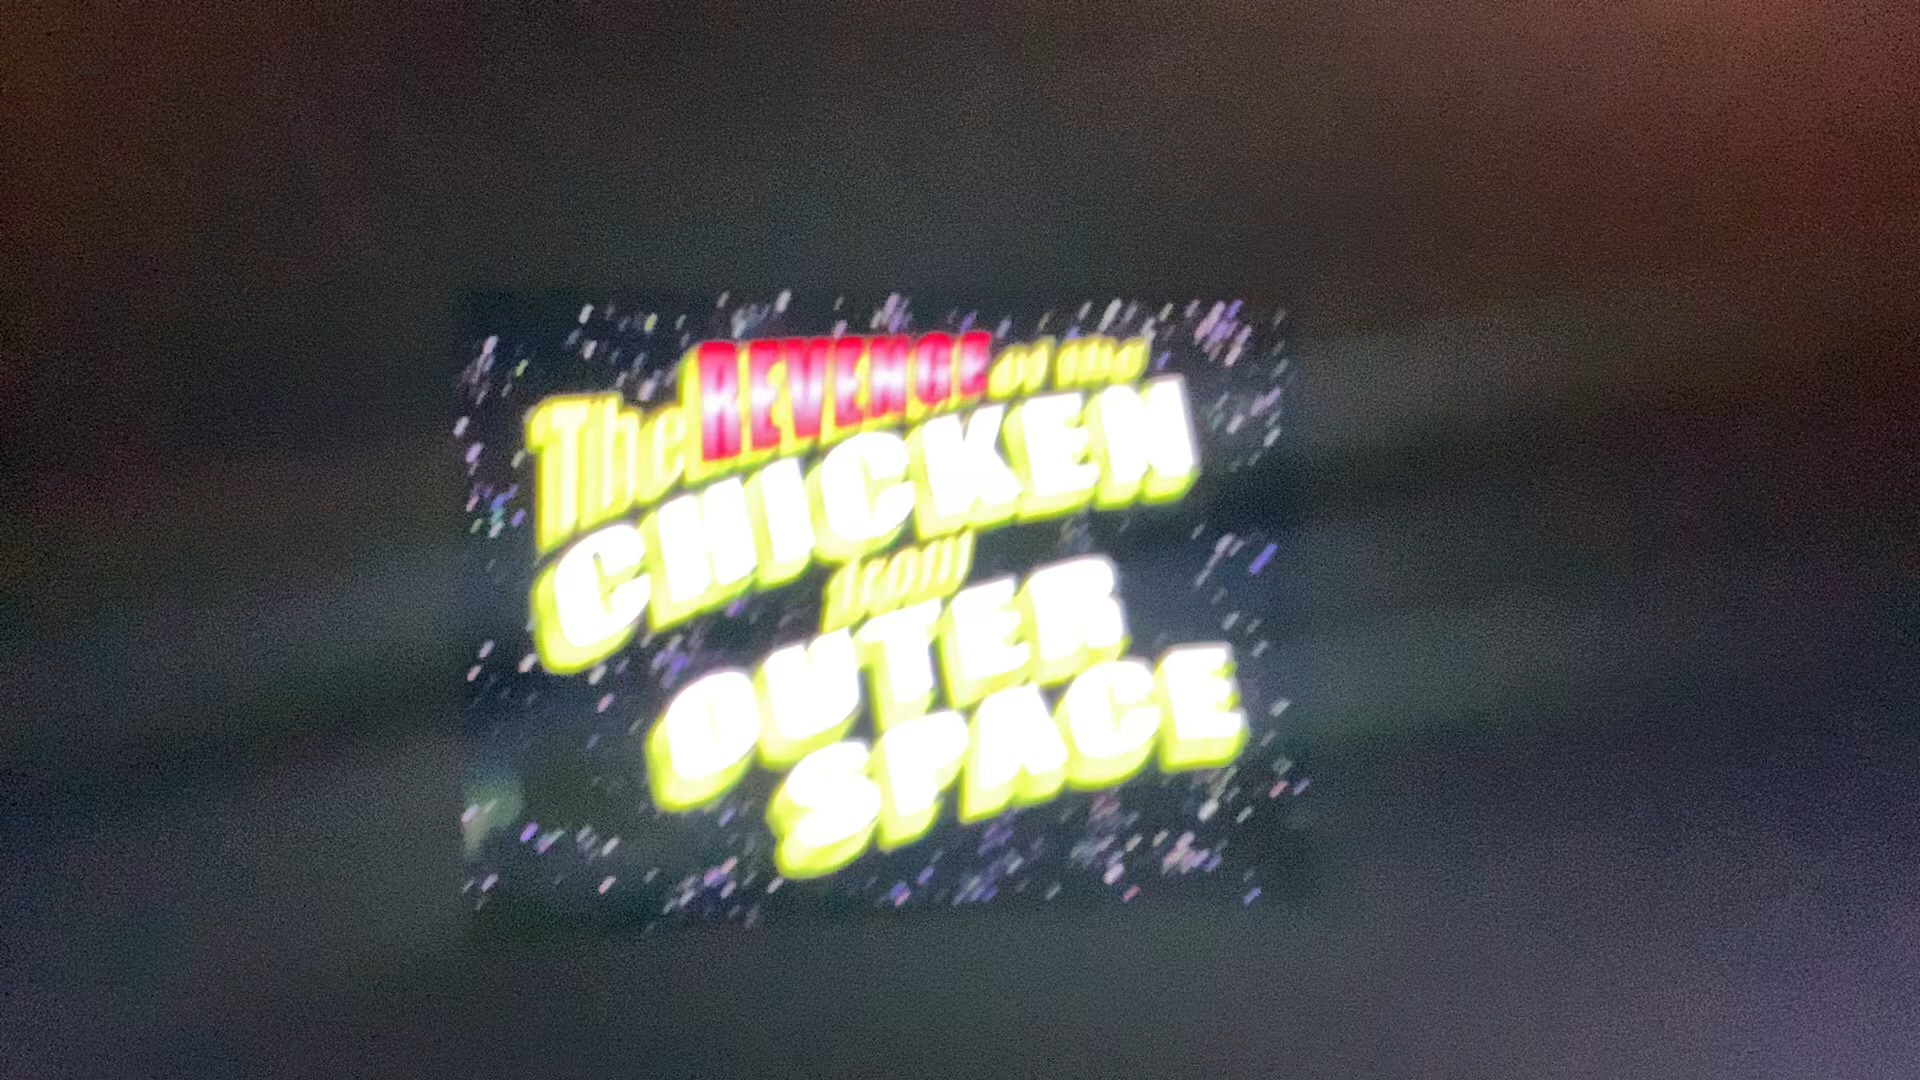 The REVENGE of the
CHICKEN
from
OUTER
SPACE